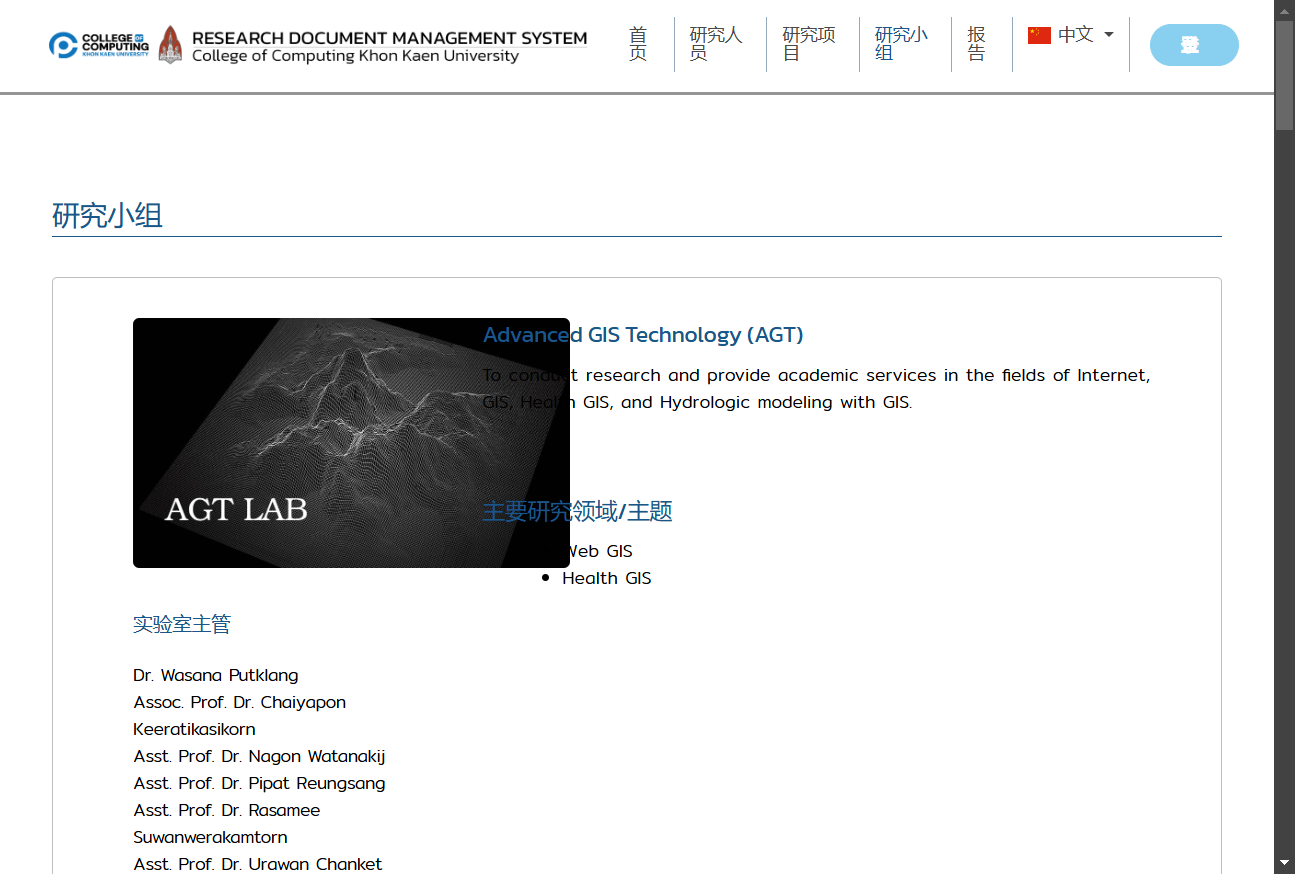 COLLEGE OF
COMPUTING
KHON KAEN UNIVERSITY
RESEARCH DOCUMENT MANAGEMENT SYSTEM
College of Computing Khon Kaen University
首
页
研究人
员
研究项
目
研究小
组
报
告
中文
研究小组
AGT LAB
Advanced GIS Technology (AGT)
To conduct research and provide academic services in the fields of Internet,
GIS, Health GIS, and Hydrologic modeling with GIS.
主要研究领域/主题
Web GIS
Health GIS
实验室主管
Dr. Wasana Putklang
Assoc. Prof. Dr. Chaiyapon
Keeratikasikorn
Asst. Prof. Dr. Nagon Watanakij
Asst. Prof. Dr. Pipat Reungsang
Asst. Prof. Dr. Rasamee
Suwanwerakamtorn
Asst. Prof. Dr. Urawan Chanket